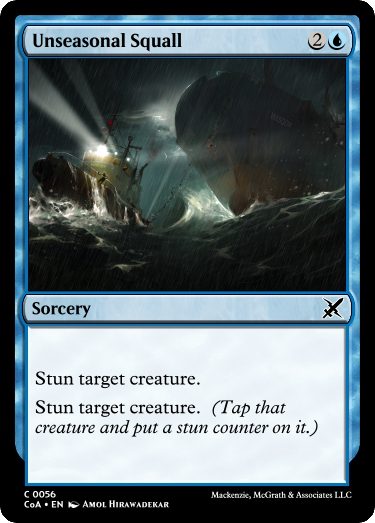 Unseasonal Squall
2
Sorcery
Stun target creature.
Stun target creature. (Tap that
creature and put a stun counter on it.)
C 0056
CoA • EN Amol Hirawadekar
Mackenzie, McGrath & Associates LLC